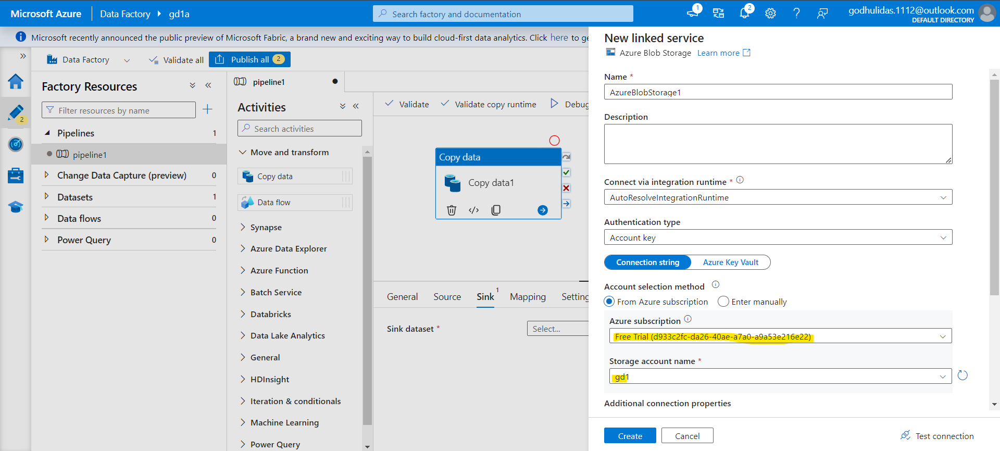 Microsoft Azure
Data Factory
gd1a
Search factory and documentation
1
2
godhulidas.1112@outlook.com
DEFAULT DIRECTORY
Microsoft recently announced the public preview of Microsoft Fabric, a brand new and exciting way to build cloud-first data analytics. Click here to ge
Data Factory
Validate all
Publish all
2
2
Factory Resources
Filter resources by name
Pipelines
1
pipeline1
Change Data Capture (preview)
0
Datasets
1
Data flows
0
Power Query
0
pipeline1
Activities
Search activities
Move and transform
Copy data
Data flow
Synapse
Azure Data Explorer
Azure Function
Batch Service
Databricks
Data Lake Analytics
General
HDInsight
Iteration & conditionals
Machine Learning
Power Query
Validate
Validate copy runtime
Debug
Copy data
Copy data1
General
Source
Sink
1
Mapping
Setting
Sink dataset *
Select...
New linked service
Azure Blob Storage
Learn more
Name *
AzureBlobStorage1
Description
Connect via integration runtime *
AutoResolveIntegrationRuntime
Authentication type
Account key
Connection string
Azure Key Vault
Account selection method
From Azure subscription
Enter manually
Azure subscription
Free Trial (d933c2fc-da26-40ae-a7a0-a9a53e216e22)
Storage account name *
gd1
Additional connection properties
Create
Cancel
Test connection